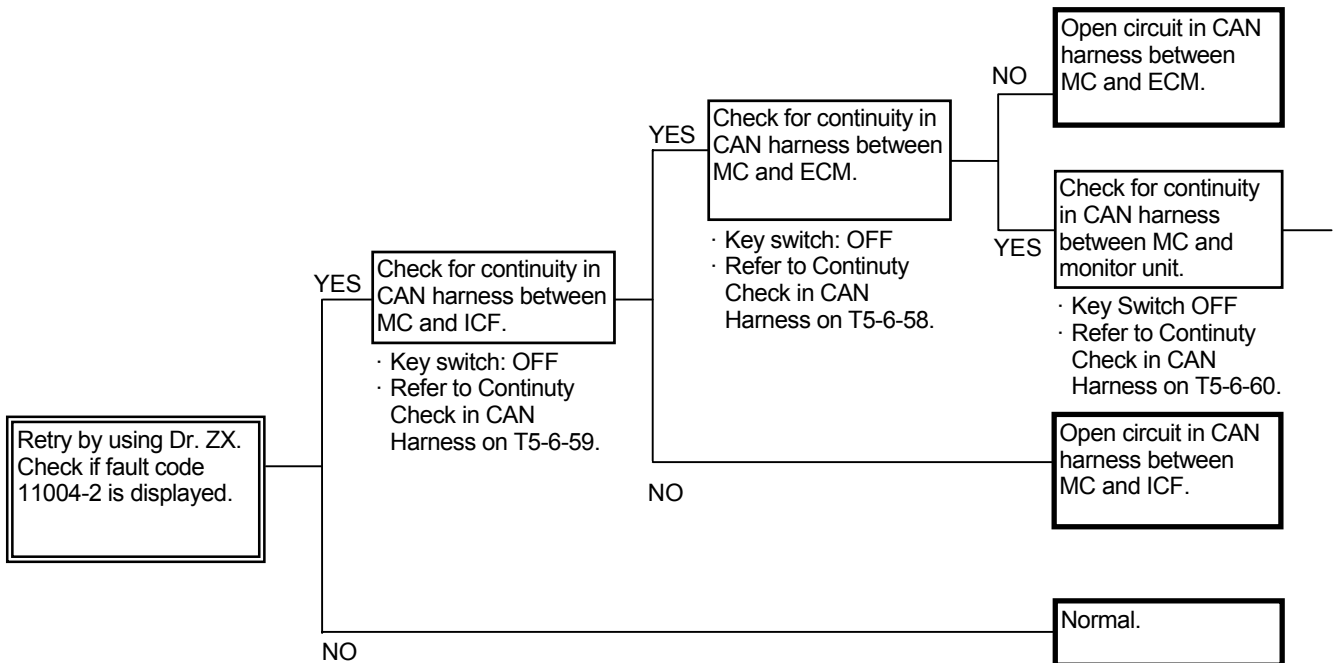 Retry by using Dr. ZX.
Check if fault code
11004-2 is displayed.
YES
Check for continuity in
CAN harness between
MC and ICF.
· Key switch: OFF
· Refer to Continuty
Check in CAN
Harness on T5-6-59.
YES
Check for continuity in
CAN harness between
MC and ECM.
· Key switch: OFF
· Refer to Continuty
Check in CAN
Harness on T5-6-58.
NO
Open circuit in CAN
harness between
MC and ECM.
YES
Check for continuity
in CAN harness
between MC and
monitor unit.
· Key Switch OFF
· Refer to Continuty
Check in CAN
Harness on T5-6-60.
NO
Open circuit in CAN
harness between
MC and ICF.
NO
Normal.